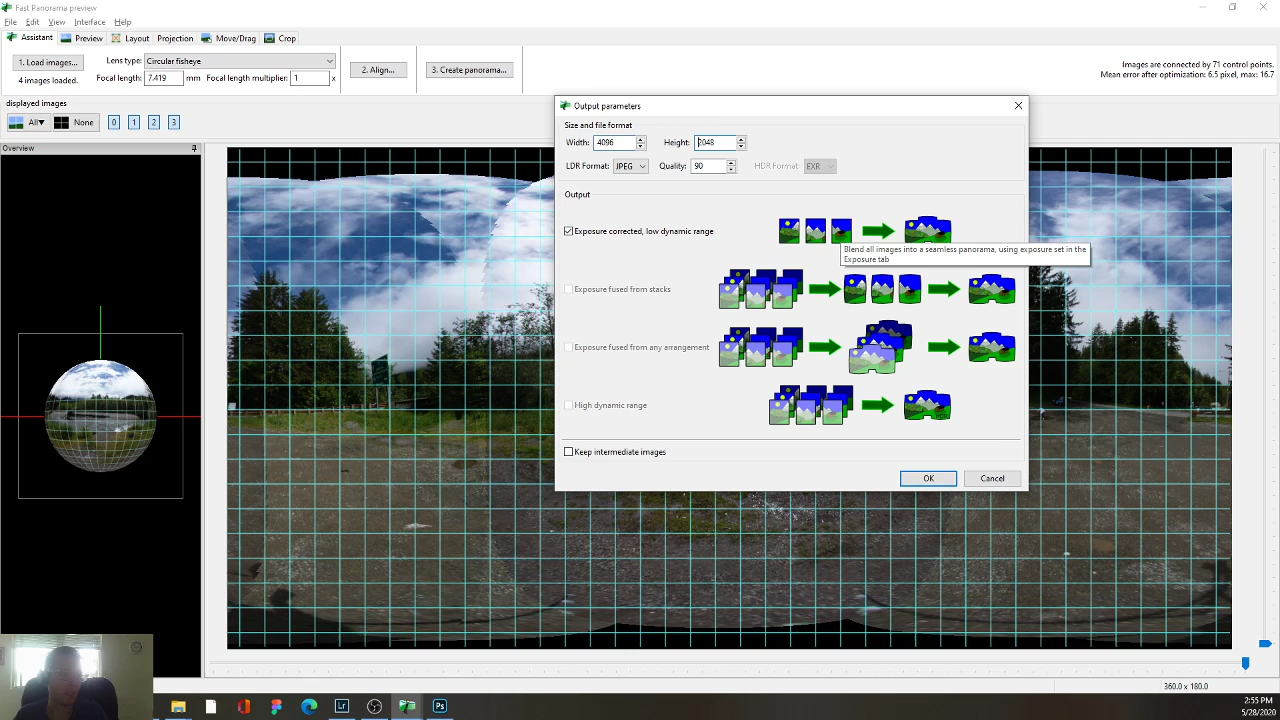 Fast Panorama preview
File Edit View Interface Help
Assistant Preview Layout Projection Move/Drag Crop
1. Load images... Lens type: Circular fisheye
4 images loaded. Focal length: 7.419 mm Focal length multiplier: 1 x
2. Align...
3. Create panorama...
Images are connected by 71 control points.
Mean error after optimization: 6.5 pixel, max: 16.7
displayed images
All None 0 1 2 3
Overview
Output parameters
Size and file format
Width: 4096 Height: 2048
LDR Format: JPEG Quality: 90 HDR Format: EXR
Output
Exposure corrected, low dynamic range
Blend all images into a seamless panorama, using exposure set in the
Exposure tab
Exposure fused from stacks
Exposure fused from any arrangement
High dynamic range
Keep intermediate images
OK Cancel
360.0 x 180.0
Lr Ps
2:55 PM
5/28/2020